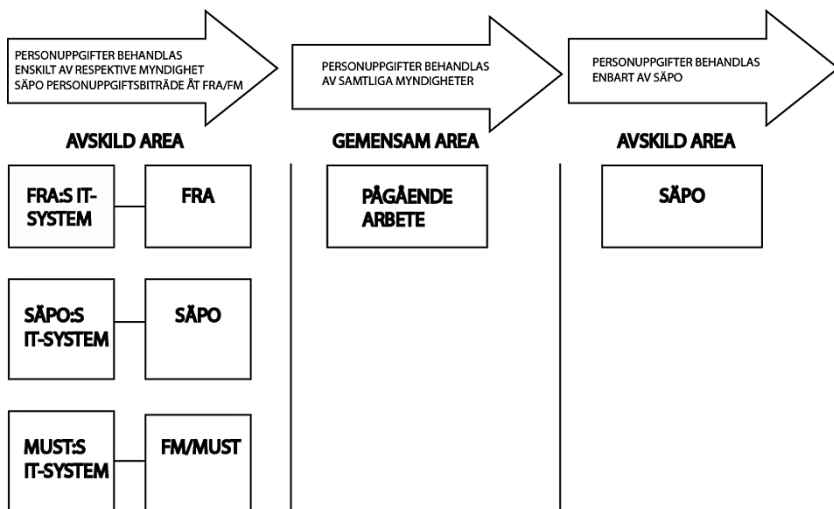 PERSONUPPGIFTER BEHANDLAS
ENSKILT AV RESPEKTIVE MYNDIGHET
SÄPO PERSONUPPGIFTSBITRÄDE ÅT FRA/FM
PERSONUPPGIFTER BEHANDLAS
AV SAMTLIGA MYNDIGHETER
PERSONUPPGIFTER BEHANDLAS
ENBART AV SÄPO
AVSKILD AREA
GEMENSAM AREA
AVSKILD AREA
FRA:S IT-
SYSTEM
FRA
PÅGÅENDE
ARBETE
SÄPO
SÄPO:S
IT-SYSTEM
SÄPO
MUST:S
IT-SYSTEM
FM/MUST